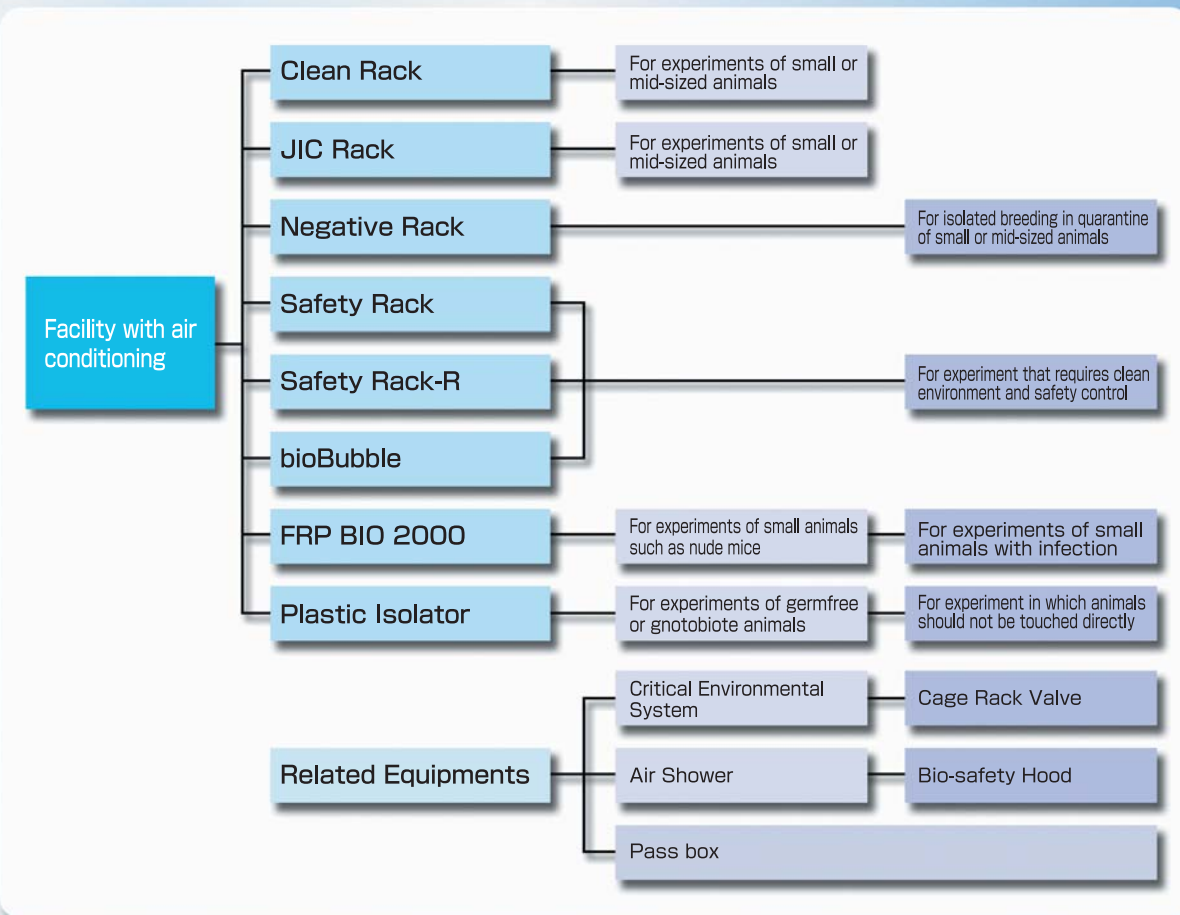 Clean Rack
For experiments of small or
mid-sized animals
JIC Rack
For experiments of small or
mid-sized animals
Negative Rack
For isolated breeding in quarantine
of small or mid-sized animals
Facility with air
conditioning
Safety Rack
Safety Rack-R
For experiment that requires clean
environment and safety control
bioBubble
FRP BIO 2000
For experiments of small animals
such as nude mice
For experiments of small
animals with infection
Plastic Isolator
For experiments of germfree
or gnotobiote animals
For experiment in which animals
should not be touched directly
Related Equipments
Critical Environmental
System
Cage Rack Valve
Air Shower
Bio-safety Hood
Pass box